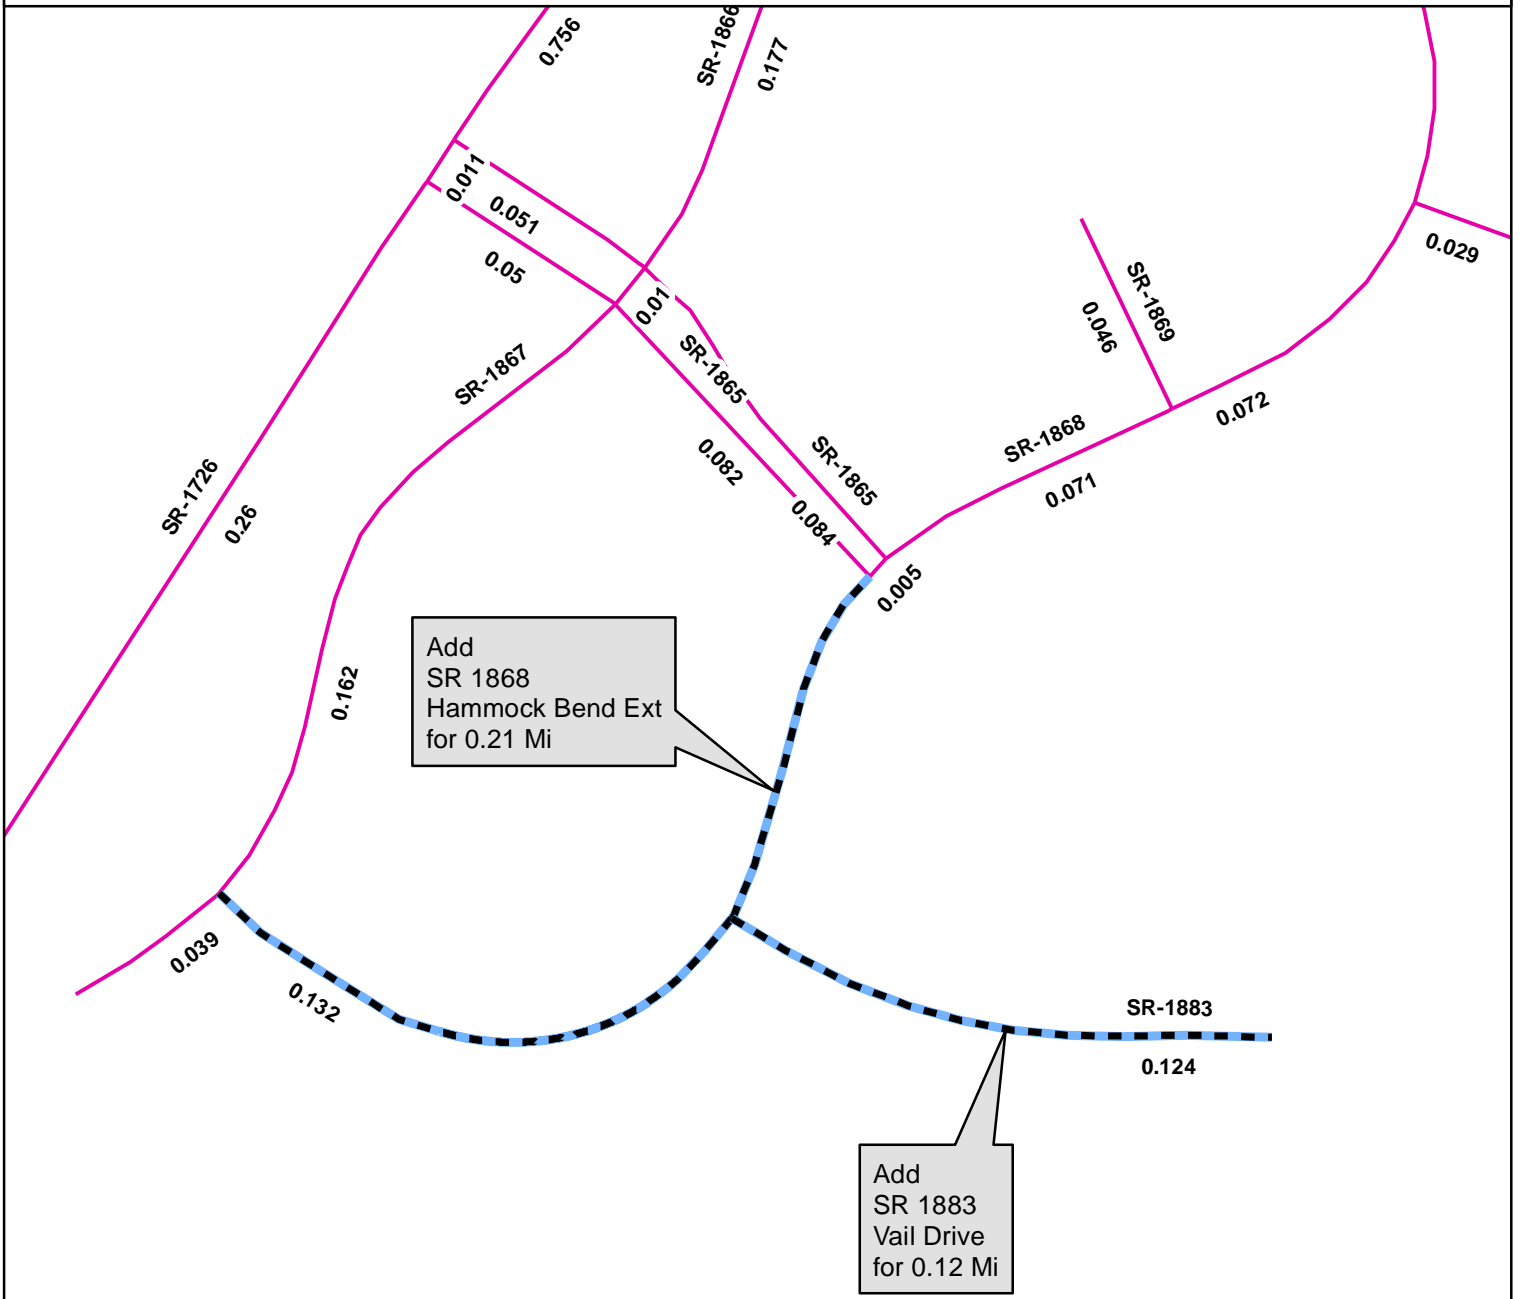 0.756
SR-1866
0.177
0.011
0.051
0.05
0.029
0.01
SR-1869
0.046
SR-1867
SR-1865
0.072
SR-1868
0.071
0.082
SR-1865
0.084
SR-1726
0.26
0.005
Add
SR 1868
Hammock Bend Ext
for 0.21 Mi
0.162
0.039
0.132
SR-1883
0.124
Add
SR 1883
Vail Drive
for 0.12 Mi